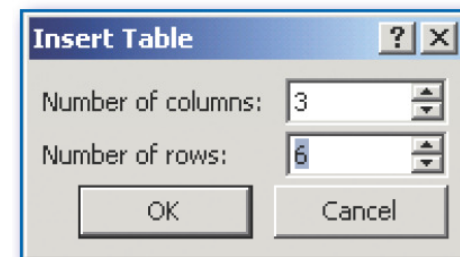 Insert Table
Number of columns: 3
Number of rows: 6
OK Cancel